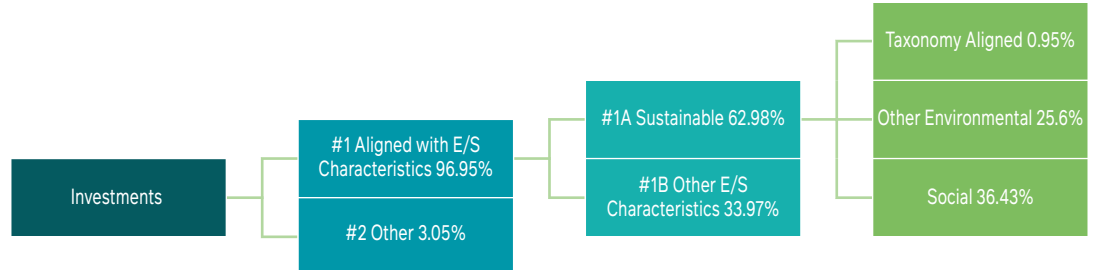 Investments
#1 Aligned with E/S
Characteristics 96.95%
#2 Other 3.05%
#1A Sustainable 62.98%
#1B Other E/S
Characteristics 33.97%
Taxonomy Aligned 0.95%
Other Environmental 25.6%
Social 36.43%